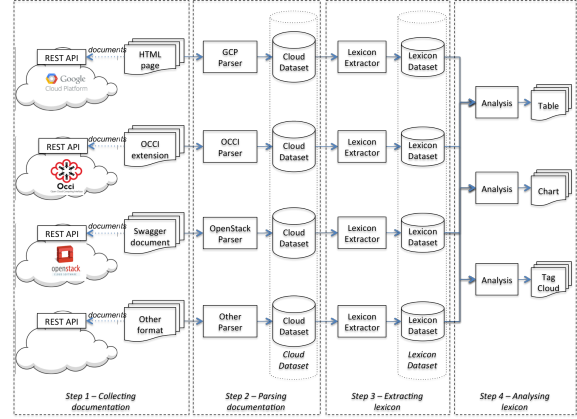 documents
REST API
HTML
page
GCP
Parser
Cloud
Dataset
Lexicon
Extractor
Lexicon
Dataset
Google
Cloud Platform
Analysis
Table
documents
REST API
OCCI
extension
OCCI
Parser
Cloud
Dataset
Lexicon
Extractor
Lexicon
Dataset
Occi
Analysis
Chart
documents
REST API
Swagger
document
OpenStack
Parser
Cloud
Dataset
Lexicon
Extractor
Lexicon
Dataset
openstack
Analysis
Tag
Cloud
documents
REST API
Other
format
Other
Parser
Cloud
Dataset
Lexicon
Extractor
Lexicon
Dataset
Cloud
Dataset
Lexicon
Dataset
Step 1 – Collecting
documentation
Step 2 – Parsing
documentation
Step 3 – Extracting
lexicon
Step 4 – Analysing
lexicon